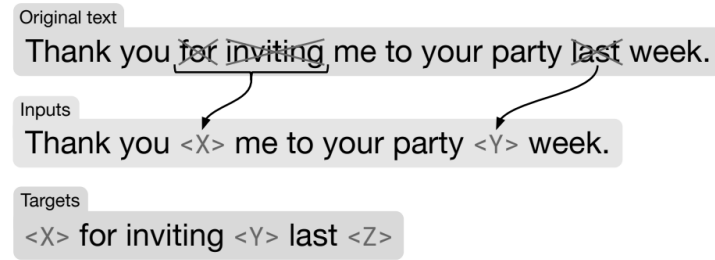 Original text
Thank you for inviting me to your party last week.
Inputs
Thank you <X> me to your party <Y> week.
Targets
<X> for inviting <Y> last <Z>